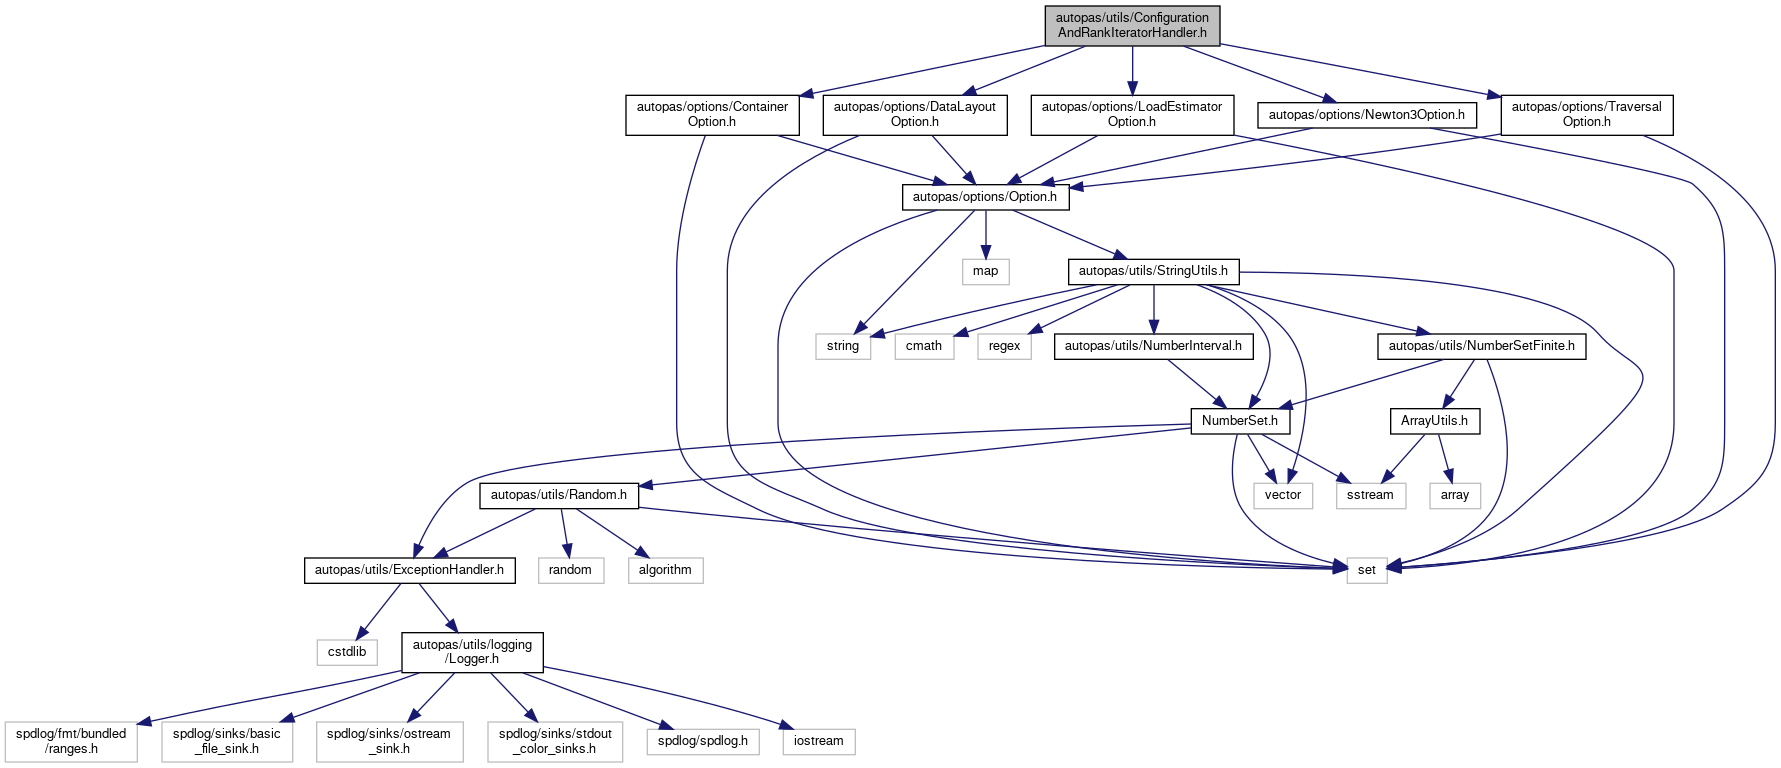 autopas/utils/Configuration
AndRankIteratorHandler.h
autopas/options/Container
Option.h
autopas/options/DataLayout
Option.h
autopas/options/LoadEstimator
Option.h
autopas/options/Newton3Option.h
autopas/options/Traversal
Option.h
autopas/options/Option.h
map
autopas/utils/StringUtils.h
string
cmath
regex
autopas/utils/NumberInterval.h
autopas/utils/NumberSetFinite.h
NumberSet.h
ArrayUtils.h
autopas/utils/Random.h
vector
sstream
array
autopas/utils/ExceptionHandler.h
random
algorithm
set
cstdlib
autopas/utils/logging
/Logger.h
spdlog/fmt/bundled
/ranges.h
spdlog/sinks/basic
_file_sink.h
spdlog/sinks/ostream
_sink.h
spdlog/sinks/stdout
_color_sinks.h
spdlog/spdlog.h
iostream